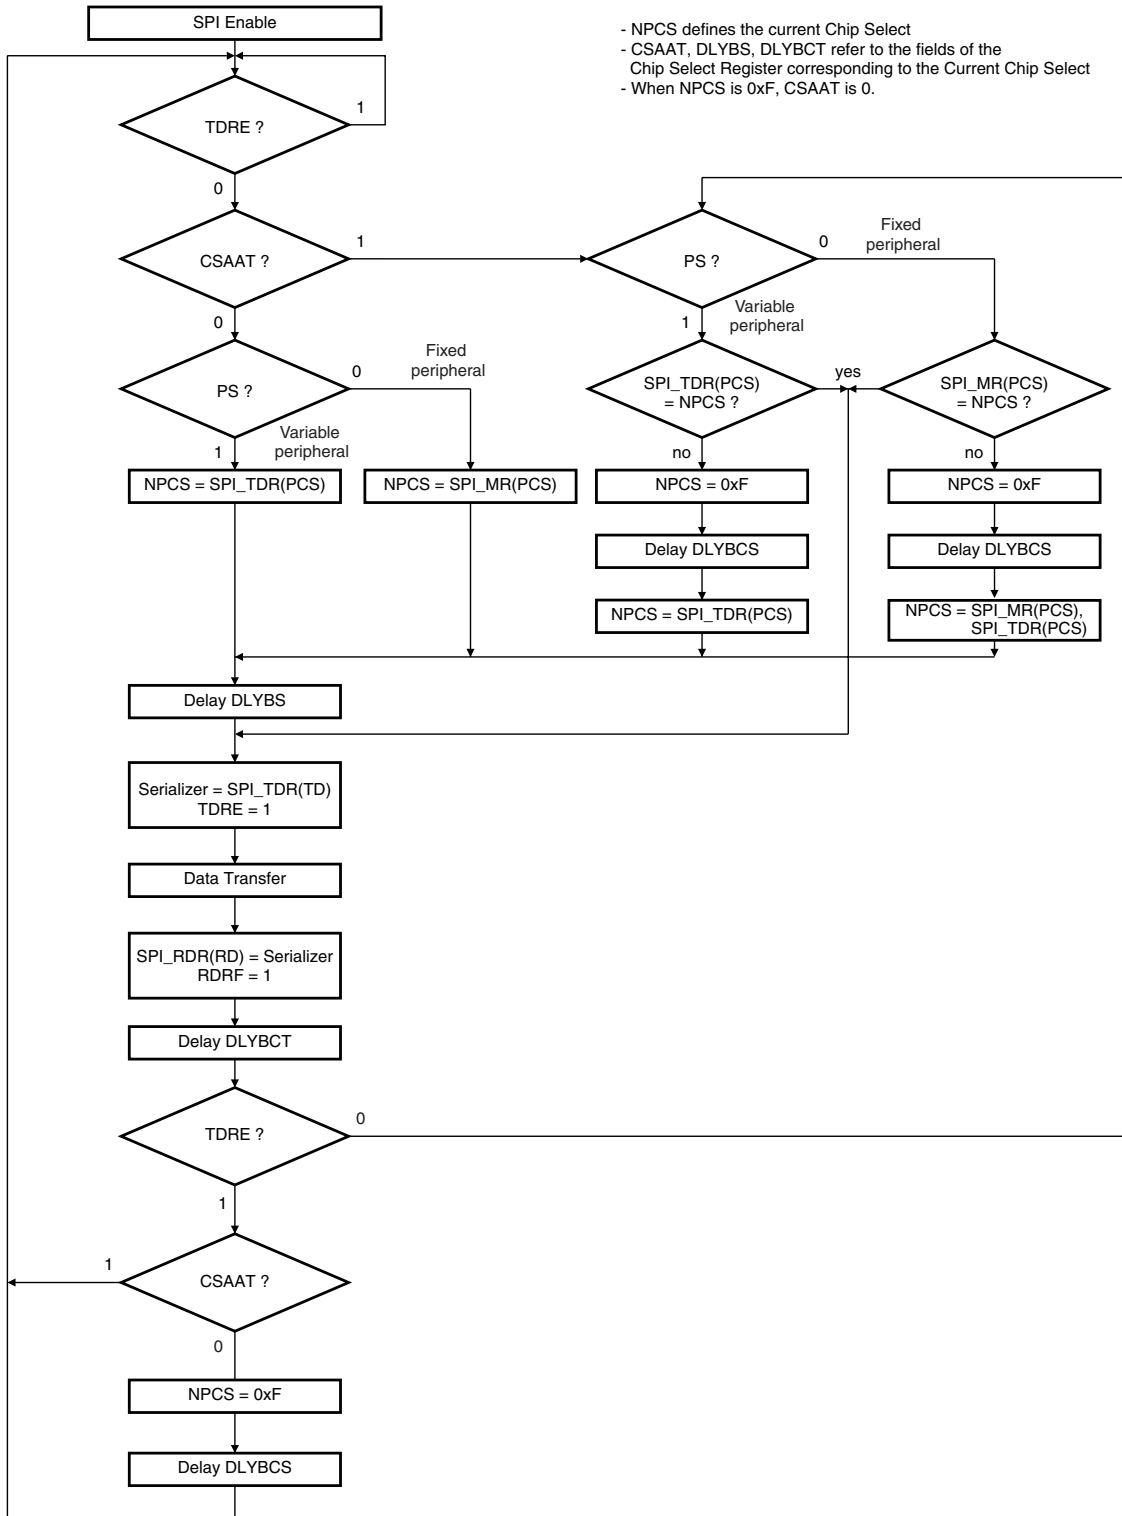 SPI Enable
- NPCS defines the current Chip Select
- CSAAT, DLYBS, DLYBCT refer to the fields of the
Chip Select Register corresponding to the Current Chip Select
- When NPCS is 0xF, CSAAT is 0.
TDRE ?
1
0
CSAAT ?
1
PS ?
0
Fixed
peripheral
0
1
Variable
peripheral
PS ?
0
Fixed
peripheral
SPI_TDR(PCS)
= NPCS ?
yes
SPI_MR(PCS)
= NPCS ?
1
Variable
peripheral
no
no
NPCS = SPI_TDR(PCS)
NPCS = SPI_MR(PCS)
NPCS = 0xF
NPCS = 0xF
Delay DLYBCS
Delay DLYBCS
NPCS = SPI_TDR(PCS)
NPCS = SPI_MR(PCS),
SPI_TDR(PCS)
Delay DLYBS
Serializer = SPI_TDR(TD)
TDRE = 1
Data Transfer
SPI_RDR(RD) = Serializer
RDRF = 1
Delay DLYBCT
TDRE ?
0
1
CSAAT ?
1
0
NPCS = 0xF
Delay DLYBCS